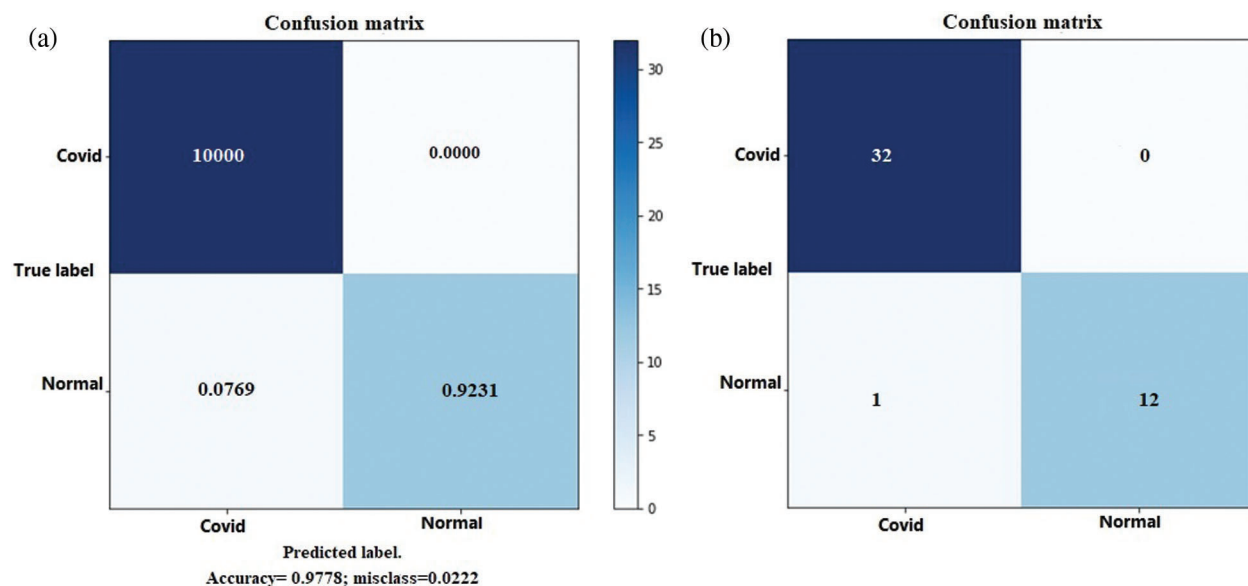 (a)
Confusion matrix
Covid
10000
0.0000
True label
Normal
0.0769
0.9231
Covid
Normal
Predicted label.
Accuracy= 0.9778; misclass=0.0222
30
25
20
15
10
5
0
(b)
Confusion matrix
Covid
32
0
True label
Normal
1
12
Covid
Normal